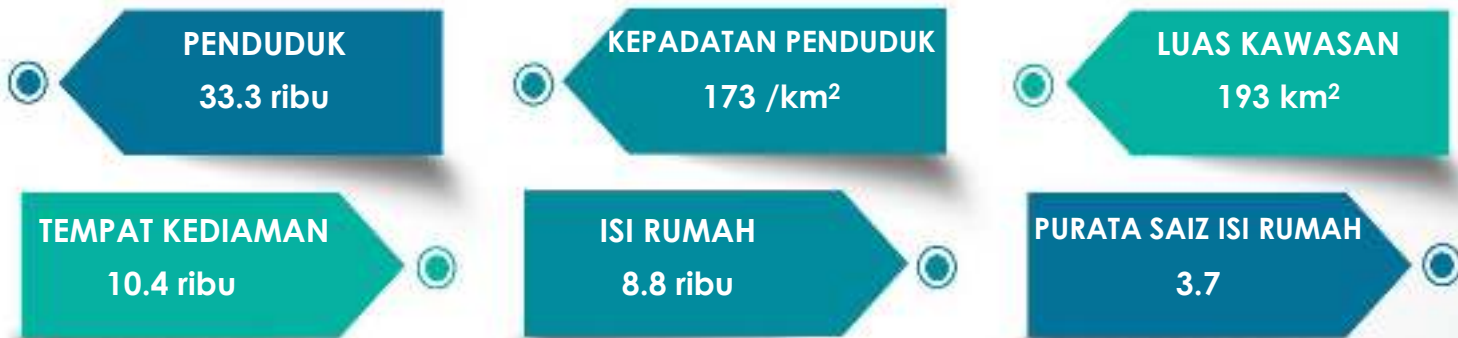 PENDUDUK
33.3 ribu
KEPADATAN PENDUDUK
173 /km²
LUAS KAWASAN
193 km²
TEMPAT KEDIAMAN
10.4 ribu
ISI RUMAH
8.8 ribu
PURATA SAIZ ISI RUMAH
3.7